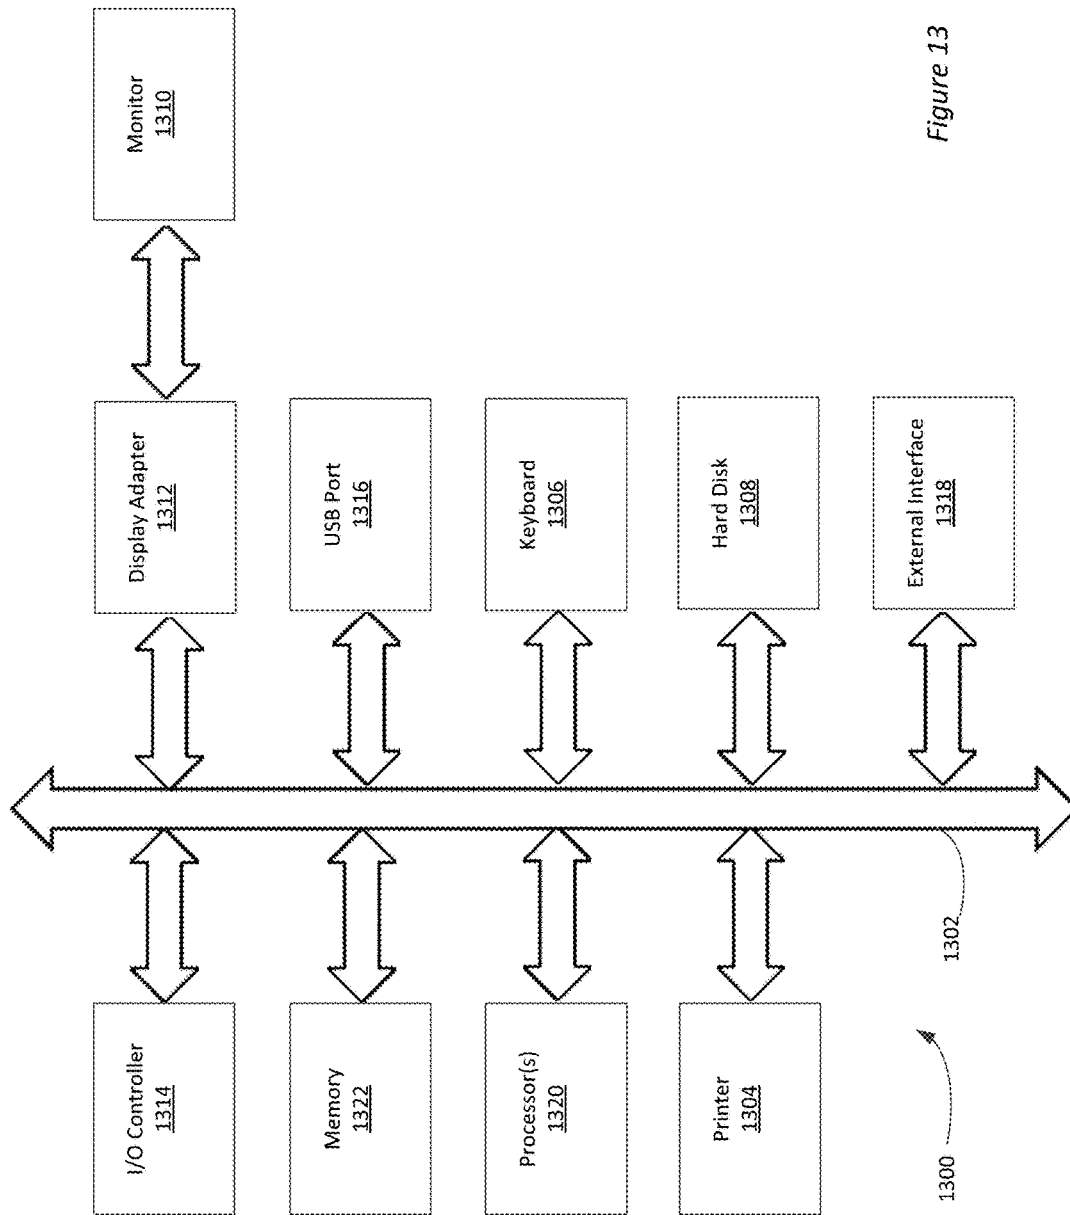 I/O Controller
1314
Display Adapter
1312
Monitor
1310
Memory
1322
USB Port
1316
Processor(s)
1320
Keyboard
1306
Printer
1304
Hard Disk
1308
External Interface
1318
1302
1300
Figure 13